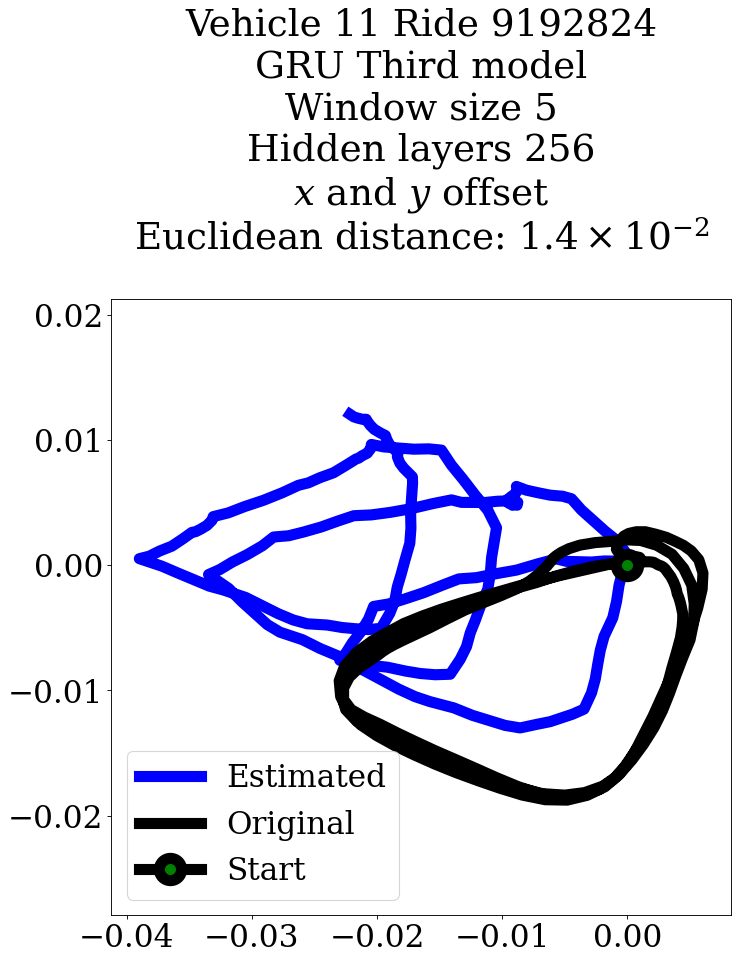 Vehicle 11 Ride 9192824
GRU Third model
Window size 5
Hidden layers 256
x and y offset
Euclidean distance: 1.4 × 10⁻²
0.02
0.01
0.00
−0.01
−0.02
Estimated
Original
Start
−0.04 −0.03 −0.02 −0.01 0.00